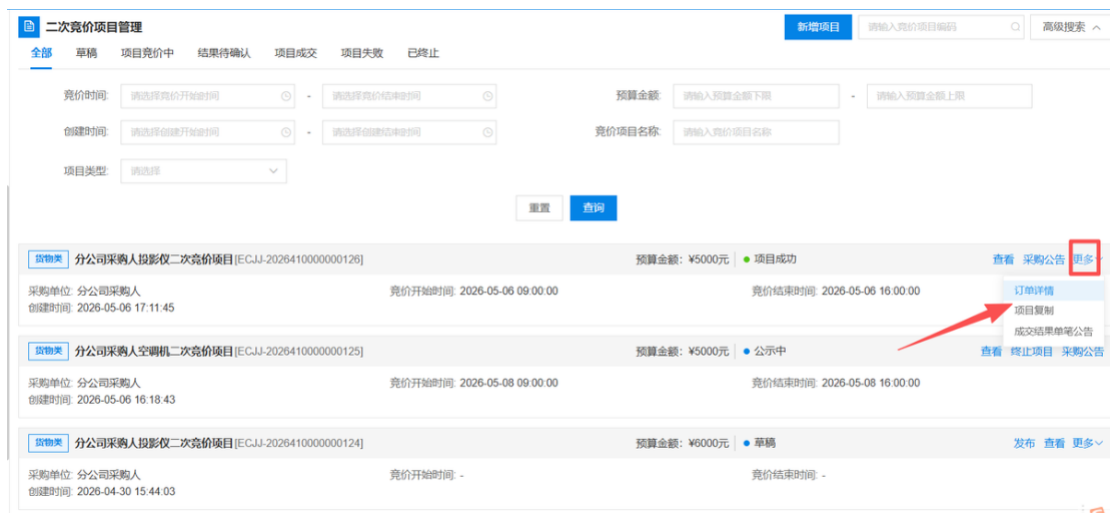 二次竞价项目管理 新增项目 请输入竞价项目编码 高级搜索
全部 草稿 项目竞价中 结果待确认 项目成交 项目失败 已终止
竞价时间: 请选择竞价开始时间 - 请选择竞价结束时间 预算金额: 请输入预算金额下限 - 请输入预算金额上限
创建时间: 请选择创建开始时间 - 请选择创建结束时间 竞价项目名称: 请输入竞价项目名称
项目类型: 请选择
重置 查询
货物类 分公司采购人投影仪二次竞价项目[ECJJ-2026410000000126] 预算金额: ¥5000元 项目成功 查看 采购公告 更多
采购单位: 分公司采购人 竞价开始时间: 2026-05-06 09:00:00 竞价结束时间: 2026-05-06 16:00:00
创建时间: 2026-05-06 17:11:45
订单详情
项目复制
成交结果单笔公告
货物类 分公司采购人空调机二次竞价项目[ECJJ-2026410000000125] 预算金额: ¥5000元 公示中 查看 终止项目 采购公告
采购单位: 分公司采购人 竞价开始时间: 2026-05-08 09:00:00 竞价结束时间: 2026-05-08 16:00:00
创建时间: 2026-05-06 16:18:43
货物类 分公司采购人投影仪二次竞价项目[ECJJ-2026410000000124] 预算金额: ¥6000元 草稿 发布 查看 更多
采购单位: 分公司采购人 竞价开始时间: - 竞价结束时间: -
创建时间: 2026-04-30 15:44:03